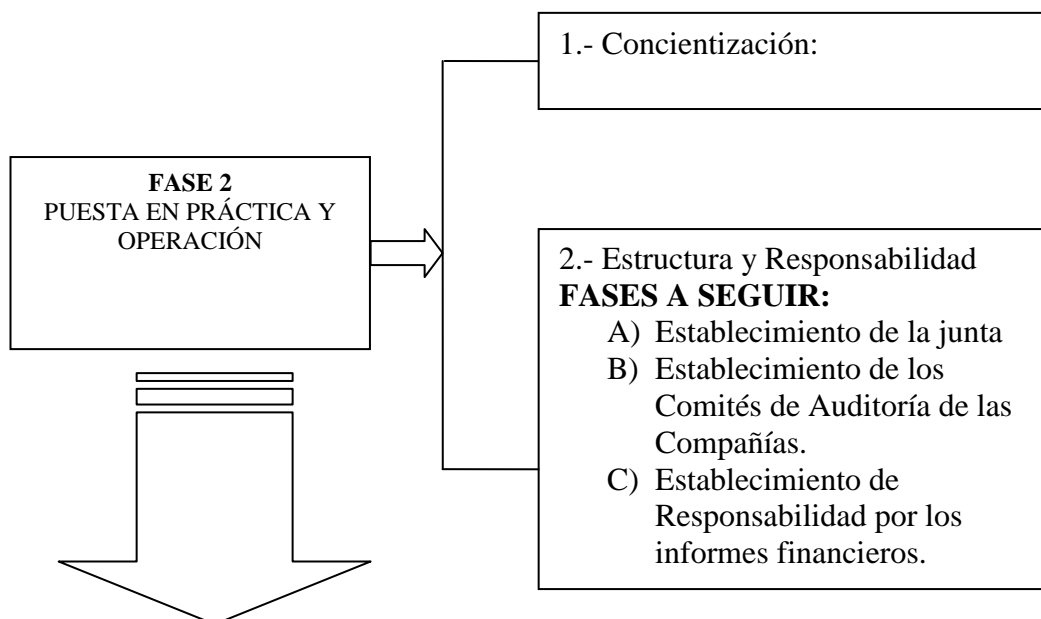 1.- Concientización:
FASE 2
PUESTA EN PRÁCTICA Y
OPERACIÓN
2.- Estructura y Responsabilidad
FASES A SEGUIR:
A) Establecimiento de la junta
B) Establecimiento de los
Comités de Auditoría de las
Compañías.
C) Establecimiento de
Responsabilidad por los
informes financieros.